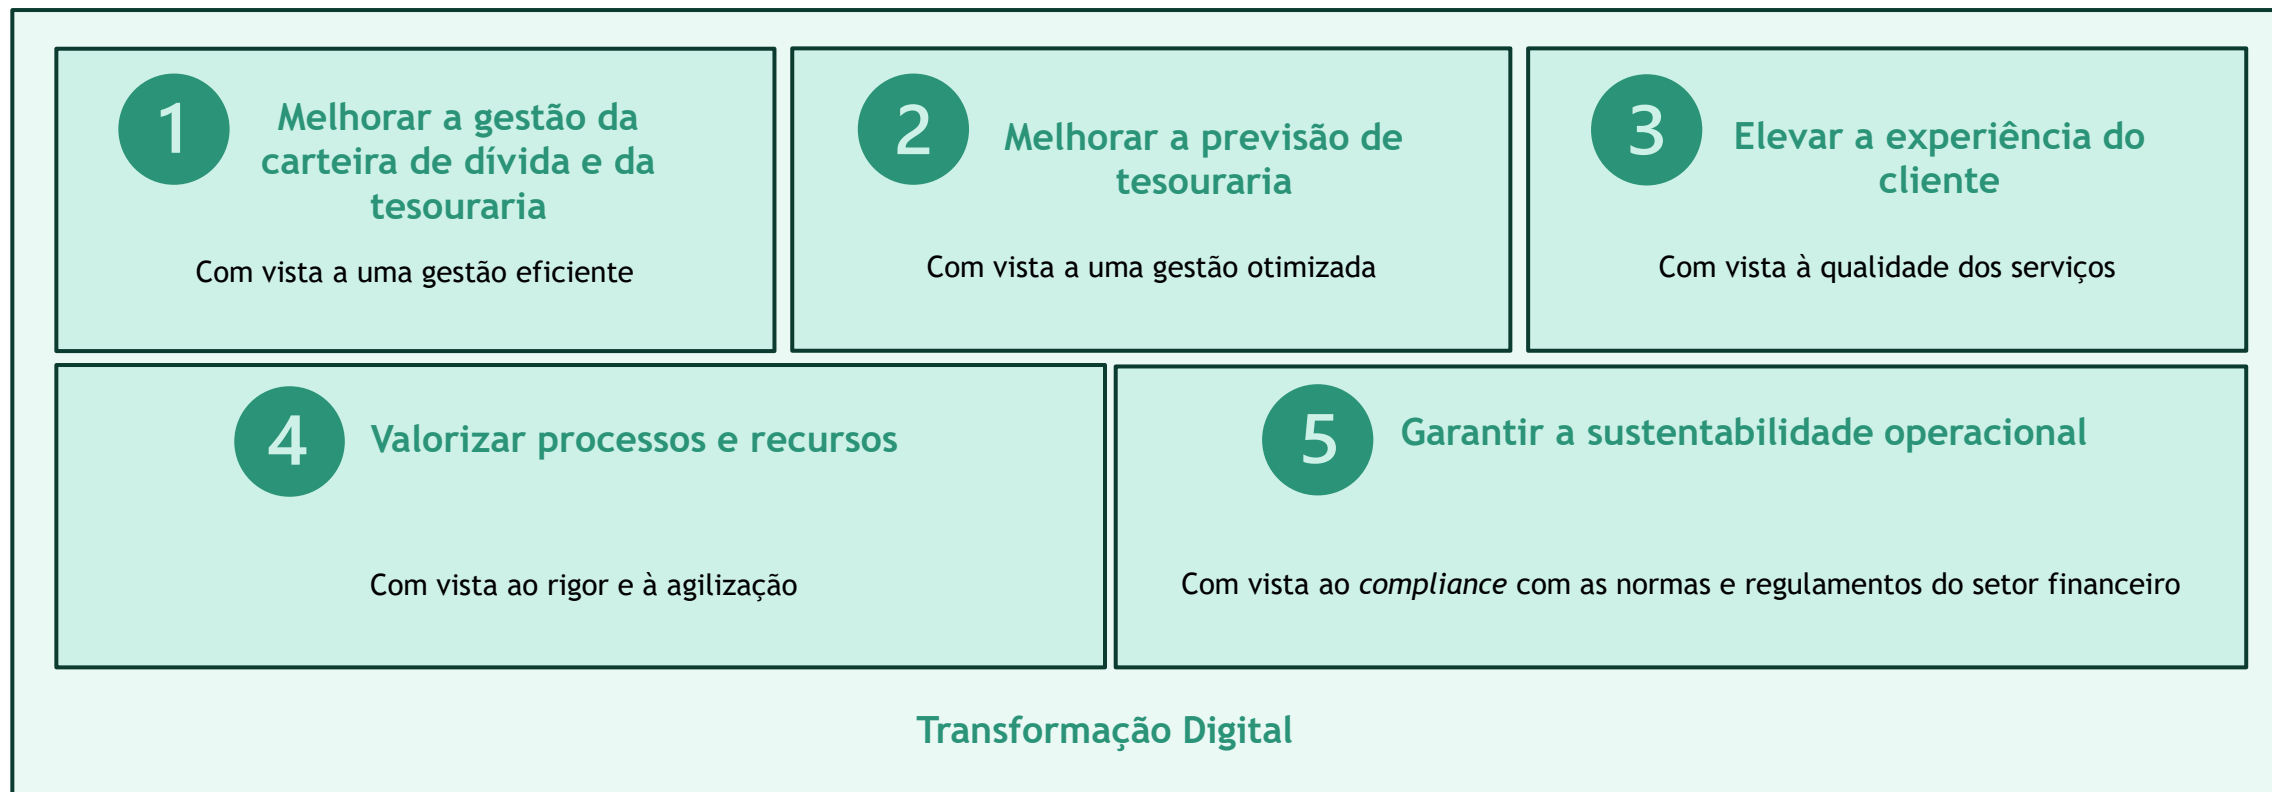 1
Melhorar a gestão da
carteira de dívida e da
tesouraria
Com vista a uma gestão eficiente
2
Melhorar a previsão de
tesouraria
Com vista a uma gestão otimizada
3
Elevar a experiência do
cliente
Com vista à qualidade dos serviços
4
Valorizar processos e recursos
Com vista ao rigor e à agilização
5
Garantir a sustentabilidade operacional
Com vista ao compliance com as normas e regulamentos do setor financeiro
Transformação Digital